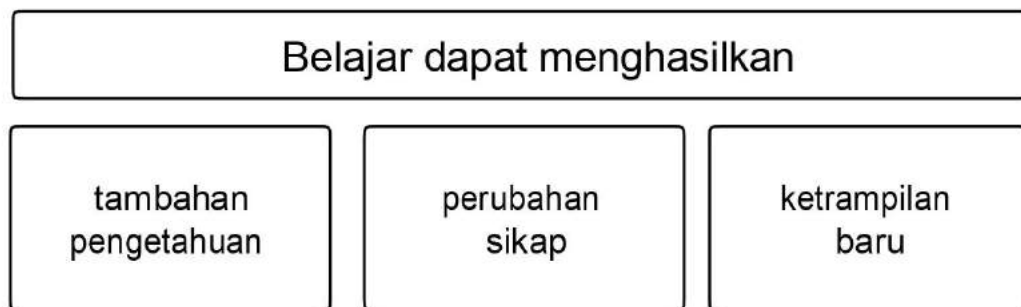 Belajar dapat menghasilkan
tambahan
pengetahuan
perubahan
sikap
ketrampilan
baru